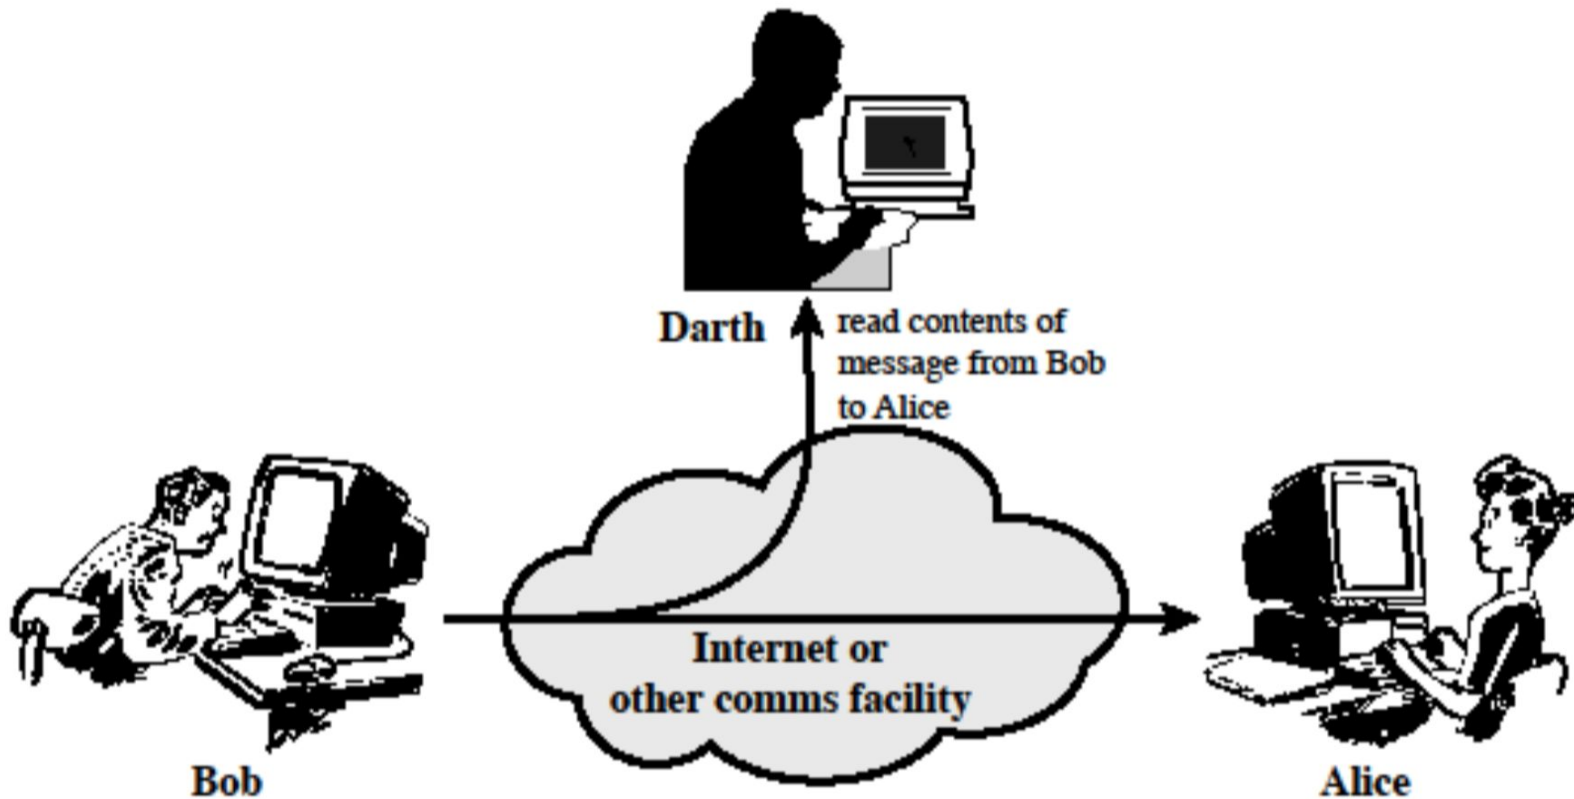 Darth
read contents of
message from Bob
to Alice
Internet or
other comms facility
Bob
Alice